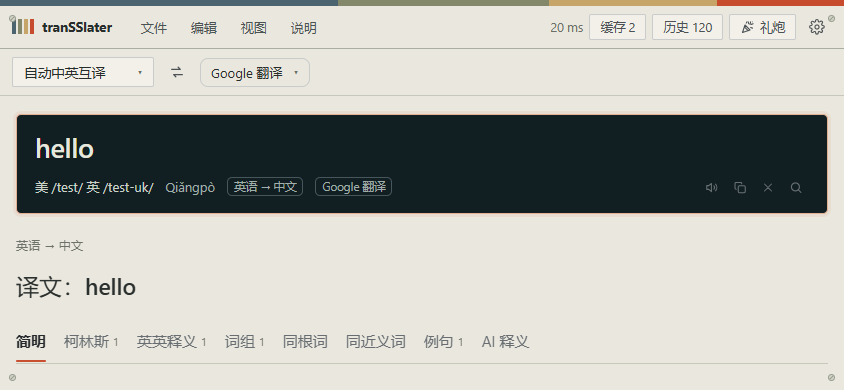 tranSSlater 文件 编辑 视图 说明 20 ms 缓存 2 历史 120 礼炮
自动中英互译 Google 翻译
hello
美 /test/ 英 /test-uk/ Qiǎngpò 英语 → 中文 Google 翻译
英语 → 中文
译文：hello
简明 柯林斯 1 英英释义 1 词组 1 同根词 同近义词 例句 1 AI 释义